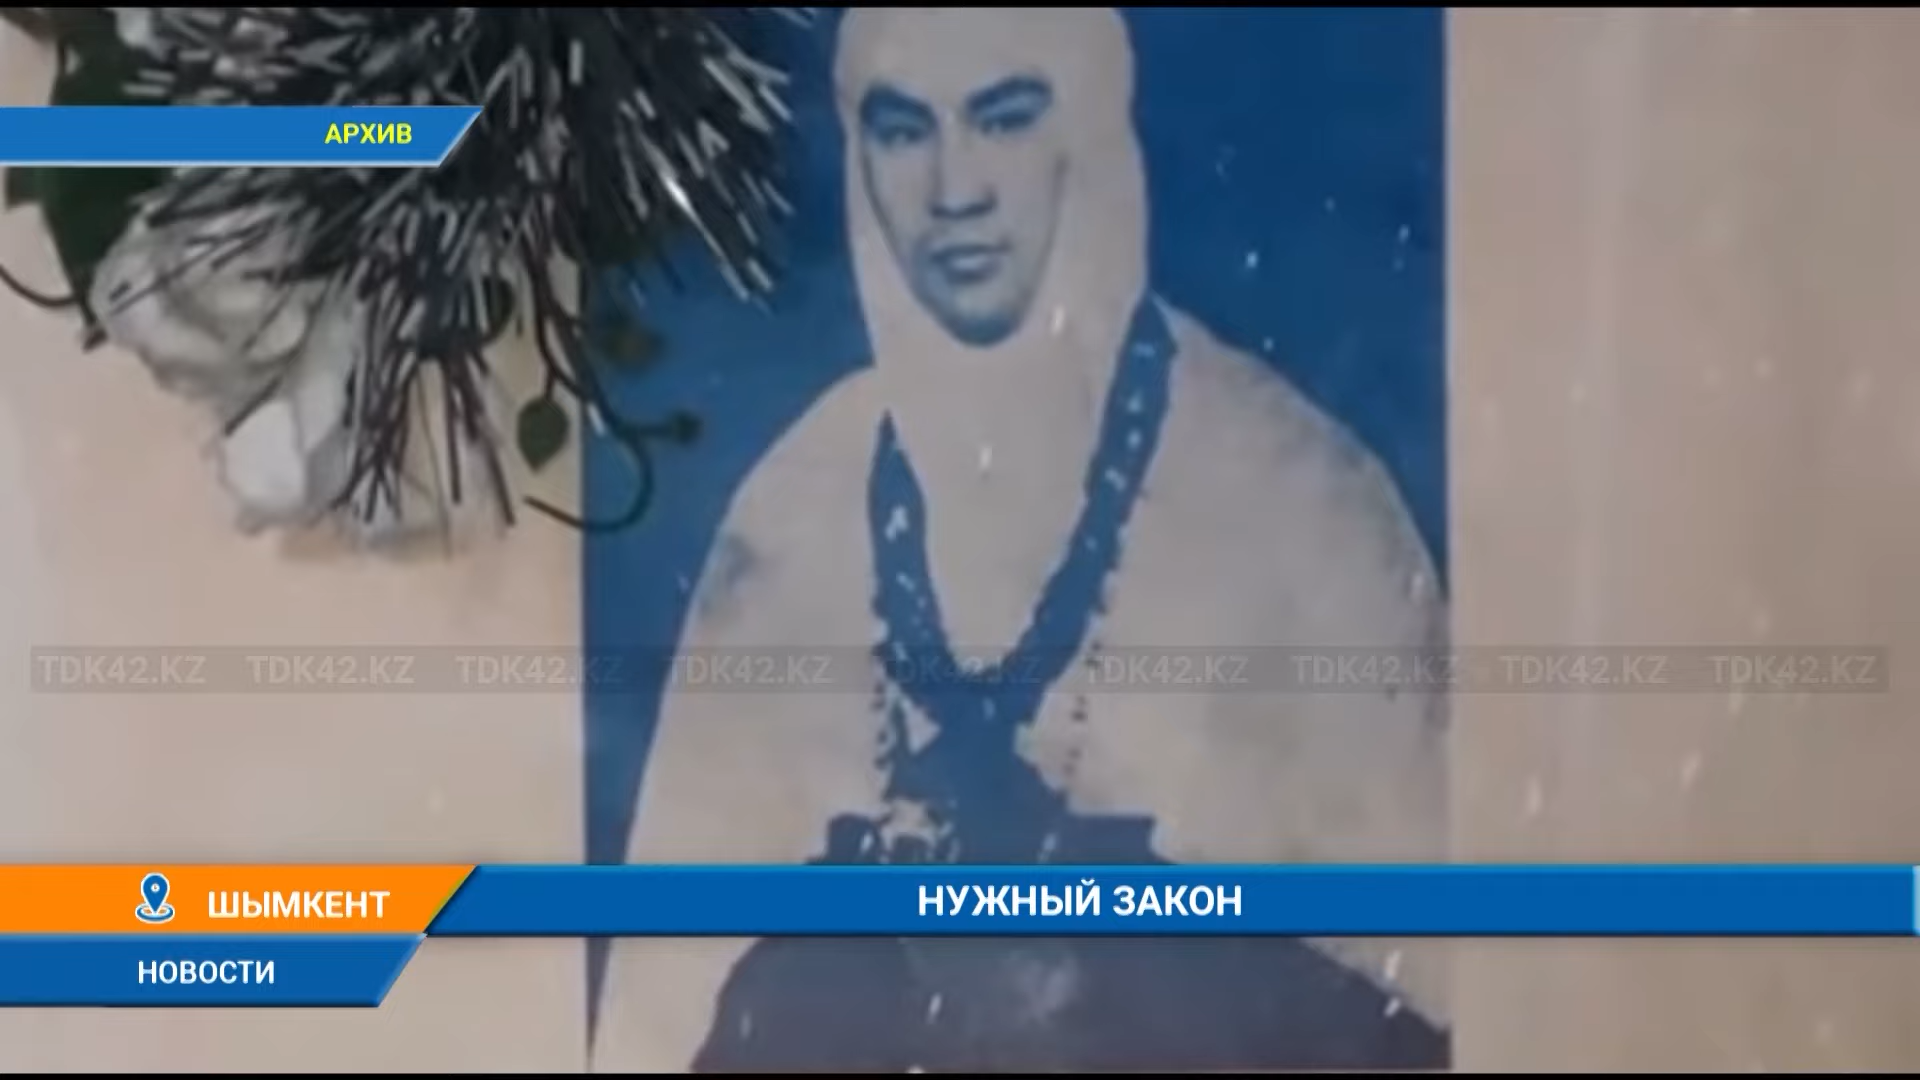 АРХИВ
TDK42.KZ TDK42.KZ TDK42.KZ TDK42.KZ TDK42.KZ TDK42.KZ TDK42.KZ TDK42.KZ TDK42.KZ
ШЫМКЕНТ
НУЖНЫЙ ЗАКОН
НОВОСТИ